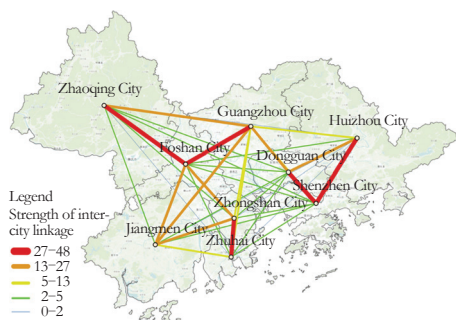 Zhaoqing City
Guangzhou City
Huizhou City
Foshan City
Dongguan City
Shenzhen City
Zhongshan City
Jiangmen City
Zhuhai City
Legend
Strength of inter-
city linkage
27−48
13−27
5−13
2−5
0−2